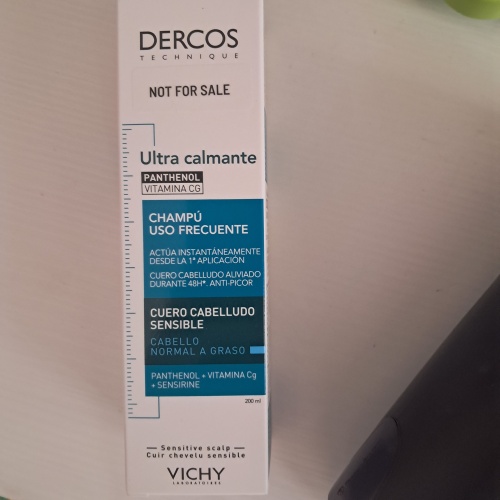 DERCOS
TECHNIQUE
NOT FOR SALE
Ultra calmante
PANTHENOL
VITAMINA CG
CHAMPÚ
USO FRECUENTE
ACTÚA INSTANTÁNEAMENTE
DESDE LA 1ª APLICACIÓN
CUERO CABELLUDO ALIVIADO
DURANTE 48H*. ANTI-PICOR
CUERO CABELLUDO
SENSIBLE
CABELLO
NORMAL A GRASO
PANTHENOL + VITAMINA Cg
+ SENSIRINE
200 ml
Sensitive scalp
Cuir chevelu sensible
VICHY
LABORATOIRES